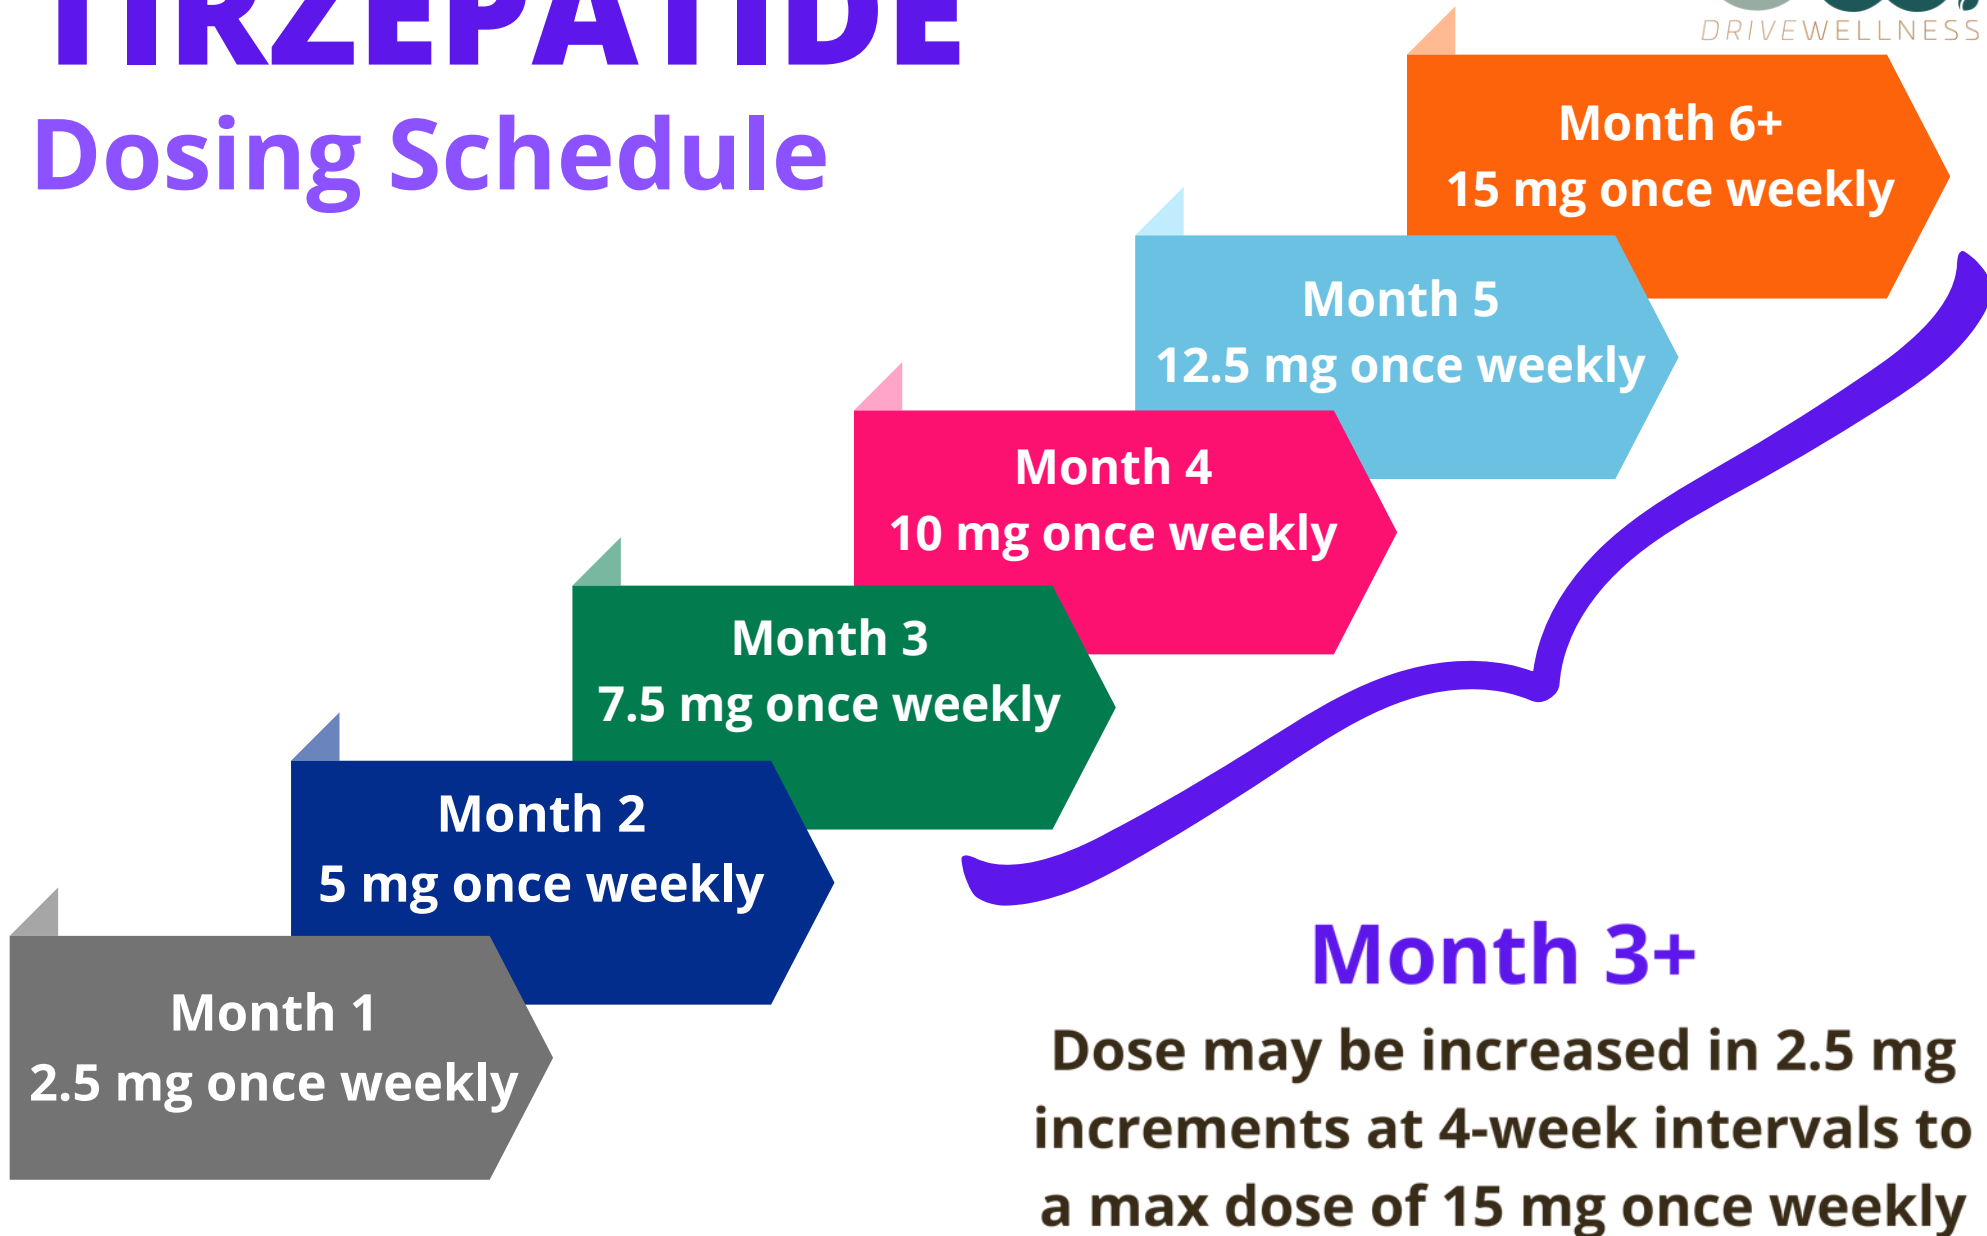 TIRZEPATIDE
Dosing Schedule
DRIVEWELLNESS
Month 6+
15 mg once weekly
Month 5
12.5 mg once weekly
Month 4
10 mg once weekly
Month 3
7.5 mg once weekly
Month 2
5 mg once weekly
Month 1
2.5 mg once weekly
Month 3+
Dose may be increased in 2.5 mg
increments at 4-week intervals to
a max dose of 15 mg once weekly